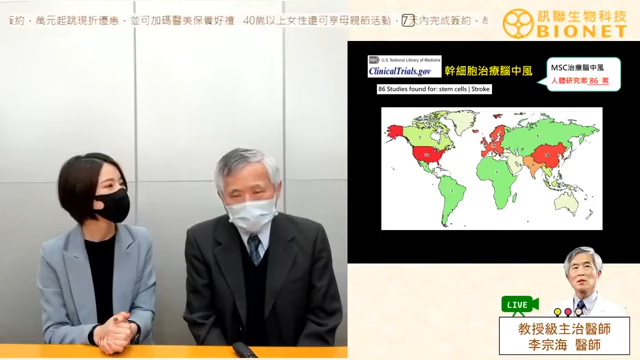 約，萬元起跳現折優惠，並可加碼醫美保養好禮 40歲以上女性還可享母親節活動，7天內完成簽約，
訊聯生物科技
BIONET
U.S. National Library of Medicine
ClinicalTrials.gov
幹細胞治療腦中風
MSC治療腦中風
人體研究案 86 案
86 Studies found for: stem cells | Stroke
LIVE
教授級主治醫師
李宗海 醫師